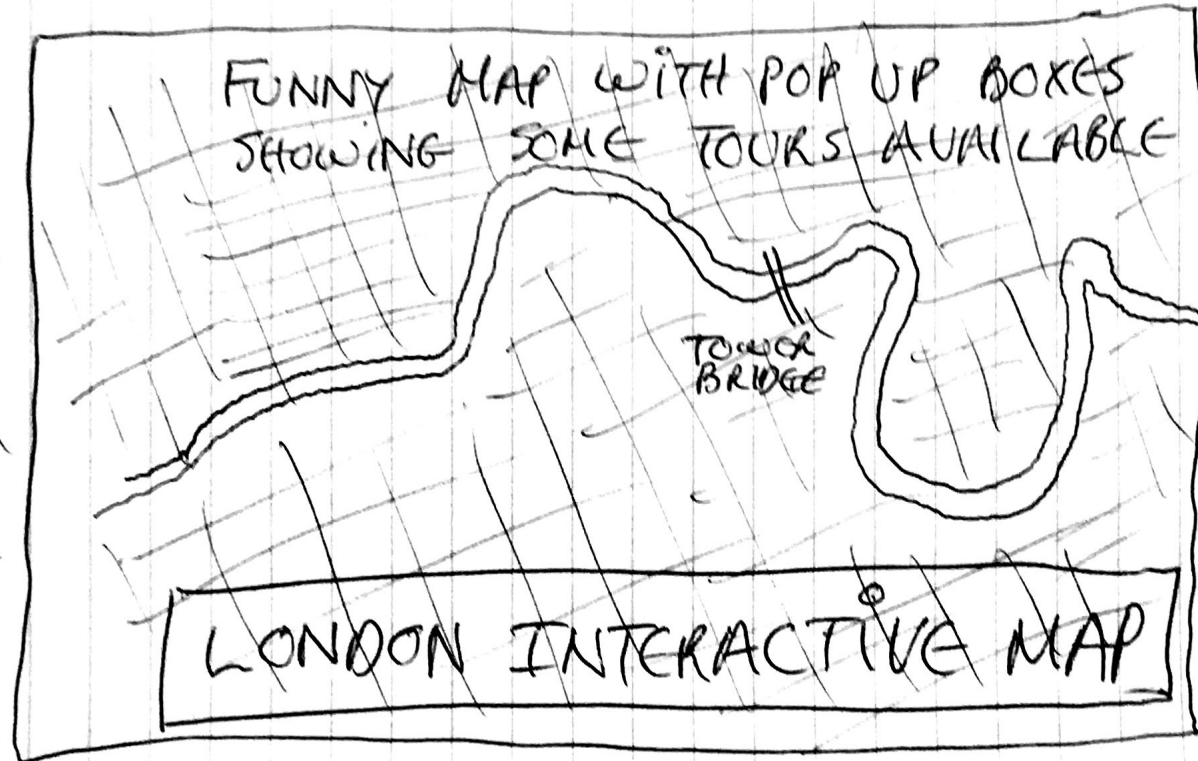 FUNNY MAP WITH POP UP BOXES
SHOWING SOME TOURS AVAILABLE
TOWER
BRIDGE
LONDON INTERACTIVE MAP